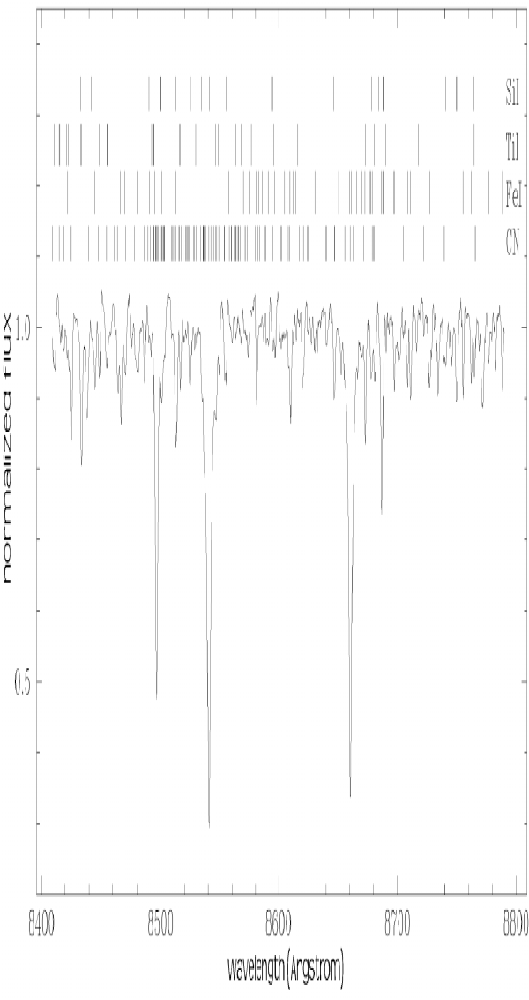 SiI
TiI
FeI
CN
normalized flux
1.0
0.5
8400 8500 8600 8700 8800
wavelength (Angstrom)